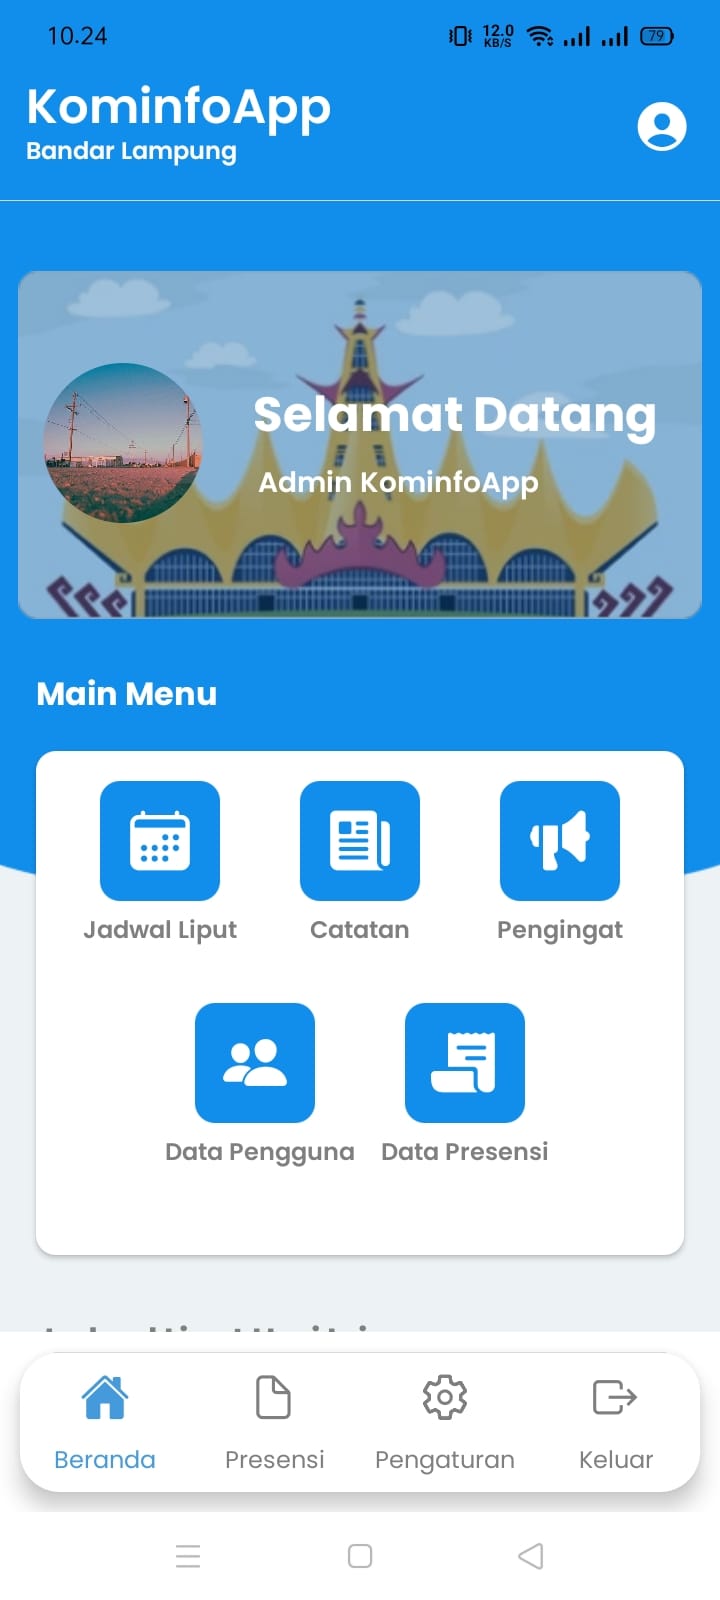 10.24
12.0
KB/S
79
KominfoApp
Bandar Lampung
Selamat Datang
Admin KominfoApp
Main Menu
Jadwal Liput
Catatan
Pengingat
Data Pengguna
Data Presensi
Beranda
Presensi
Pengaturan
Keluar